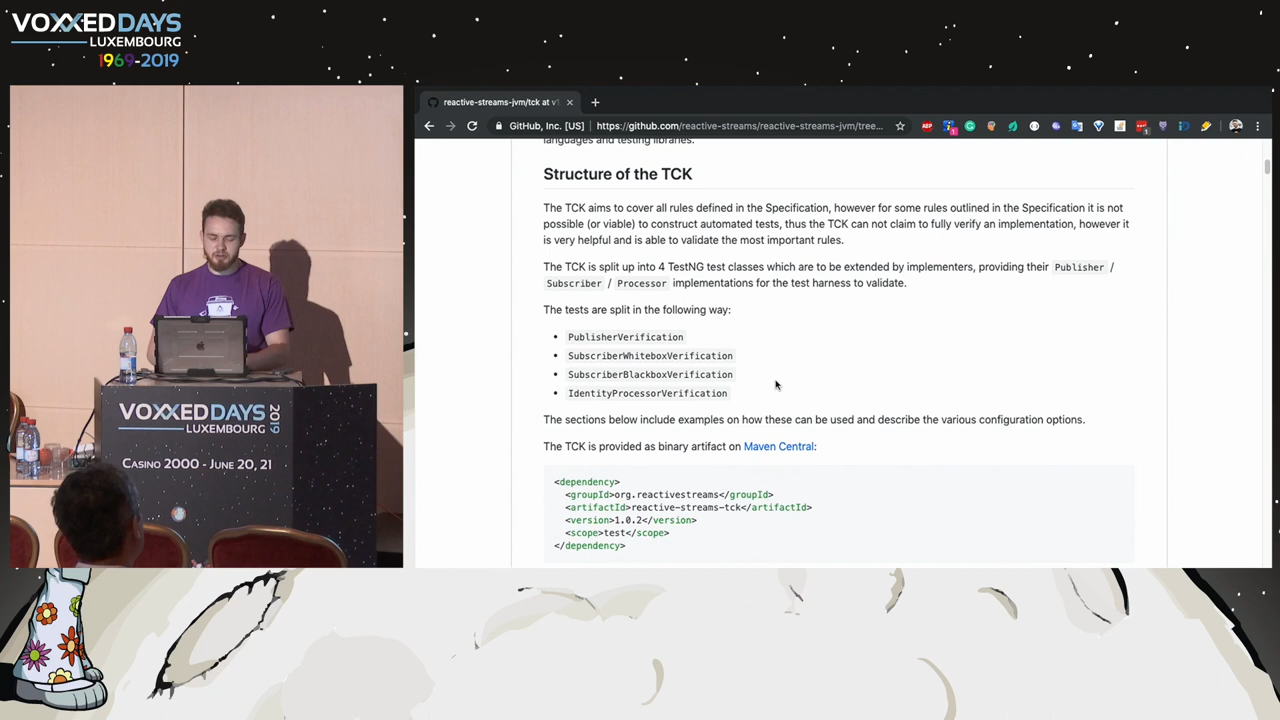 VOXXEDDAYS
LUXEMBOURG
1969-2019
reactive-streams-jvm/tck at v1
GitHub, Inc. [US]
https://github.com/reactive-streams/reactive-streams-jvm/tree...
languages and testing libraries.
Structure of the TCK
The TCK aims to cover all rules defined in the Specification, however for some rules outlined in the Specification it is not
possible (or viable) to construct automated tests, thus the TCK can not claim to fully verify an implementation, however it
is very helpful and is able to validate the most important rules.
The TCK is split up into 4 TestNG test classes which are to be extended by implementers, providing their Publisher /
Subscriber / Processor implementations for the test harness to validate.
The tests are split in the following way:
• PublisherVerification
• SubscriberWhiteboxVerification
• SubscriberBlackboxVerification
• IdentityProcessorVerification
The sections below include examples on how these can be used and describe the various configuration options.
The TCK is provided as binary artifact on Maven Central:
<dependency>
<groupId>org.reactivestreams</groupId>
<artifactId>reactive-streams-tck</artifactId>
<version>1.0.2</version>
<scope>test</scope>
</dependency>
VOXXEDDAYS
LUXEMBOURG
2019
CASINO 2000 - JUNE 20, 21